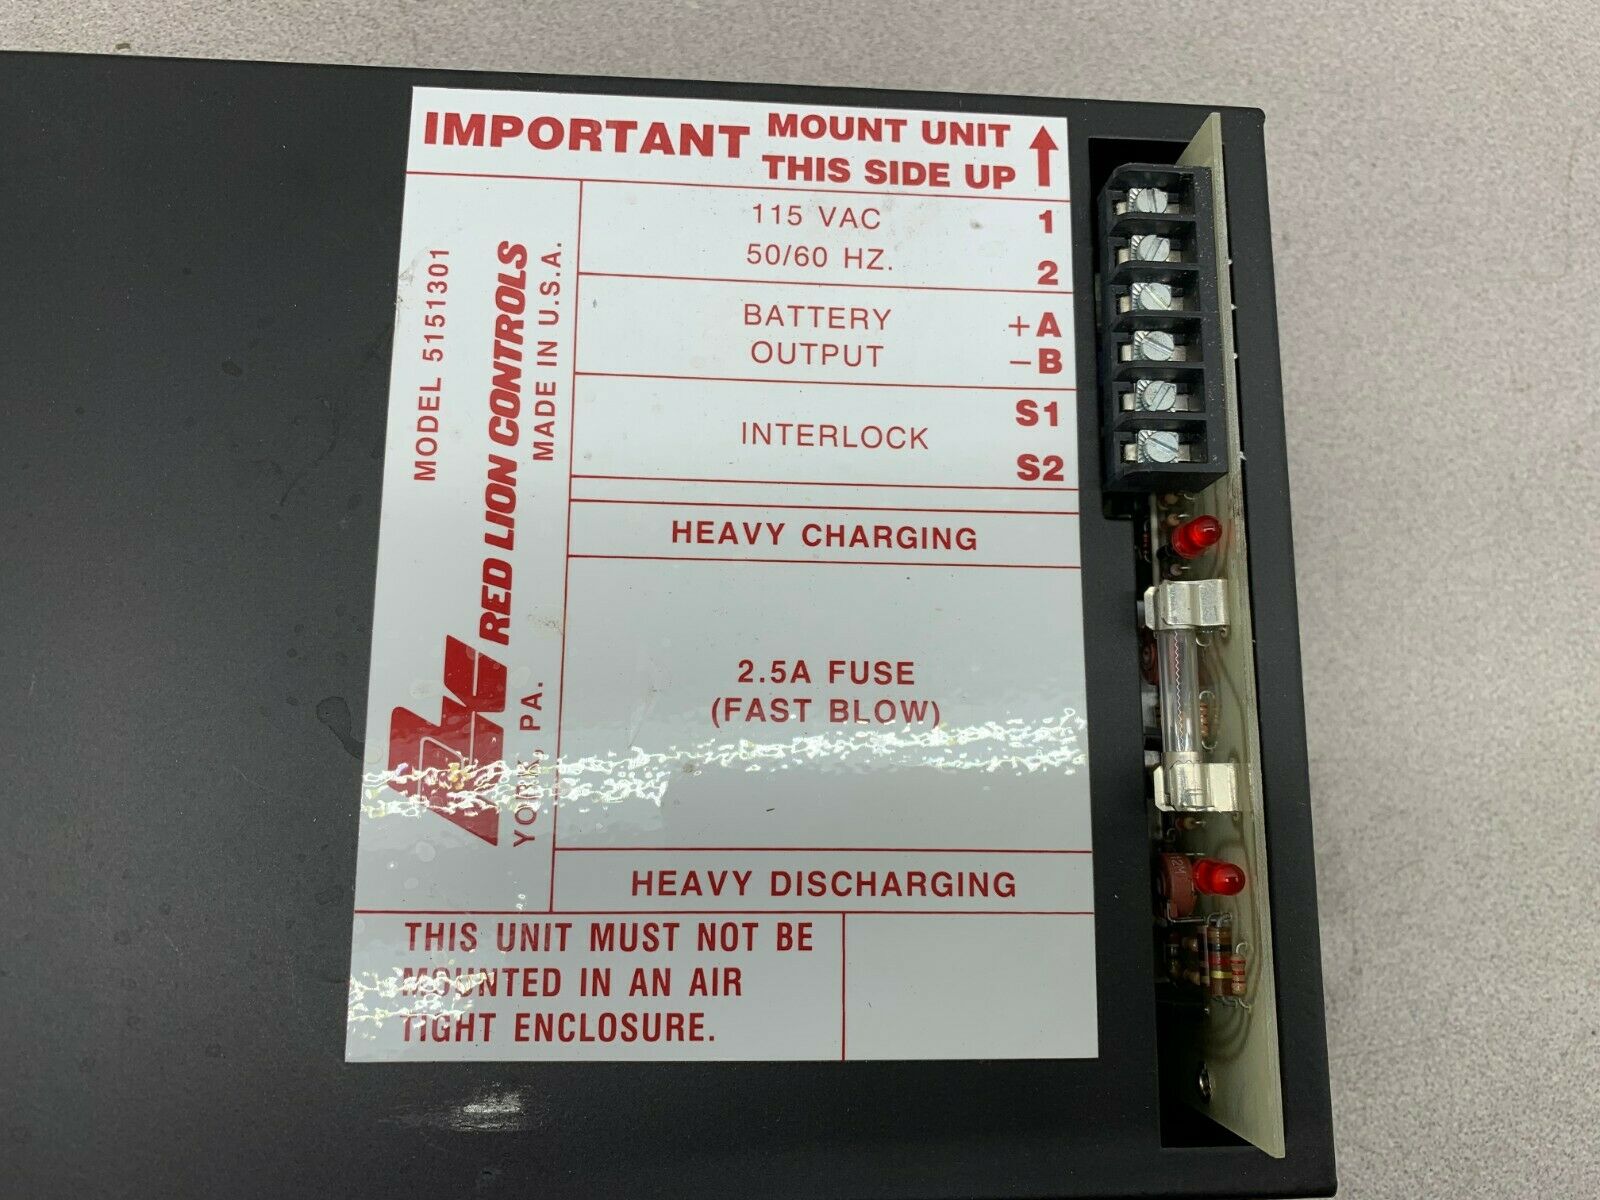 IMPORTANT MOUNT UNIT
THIS SIDE UP
115 VAC 1
50/60 HZ. 2
BATTERY +A
OUTPUT -B
INTERLOCK S1
S2
HEAVY CHARGING
2.5A FUSE
(FAST BLOW)
HEAVY DISCHARGING
MODEL 5151301
RED LION CONTROLS
MADE IN U.S.A.
YORK, PA.
THIS UNIT MUST NOT BE
MOUNTED IN AN AIR
TIGHT ENCLOSURE.